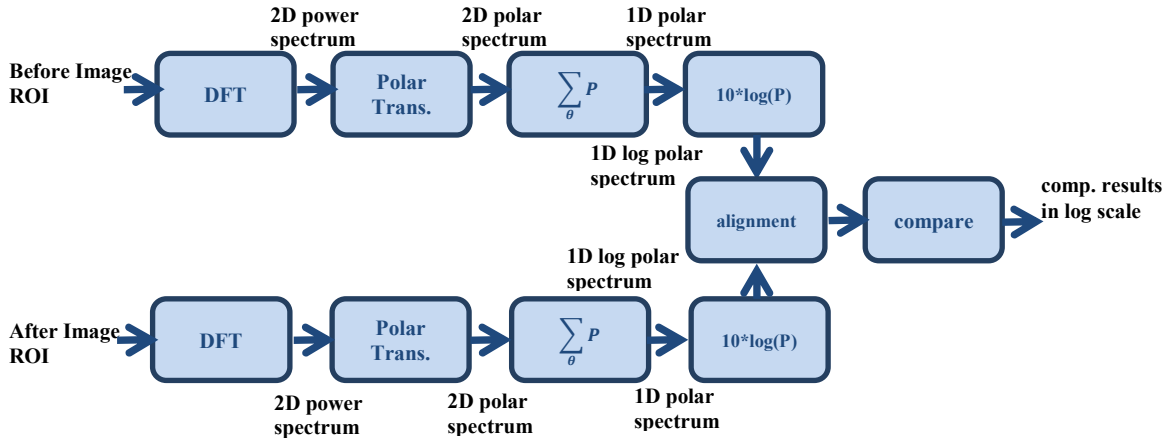 2D power
spectrum
2D polar
spectrum
1D polar
spectrum
Before Image
ROI
DFT
Polar
Trans.
∑ P
θ
10*log(P)
1D log polar
spectrum
alignment
compare
comp. results
in log scale
1D log polar
spectrum
After Image
ROI
DFT
Polar
Trans.
∑ P
θ
10*log(P)
2D power
spectrum
2D polar
spectrum
1D polar
spectrum